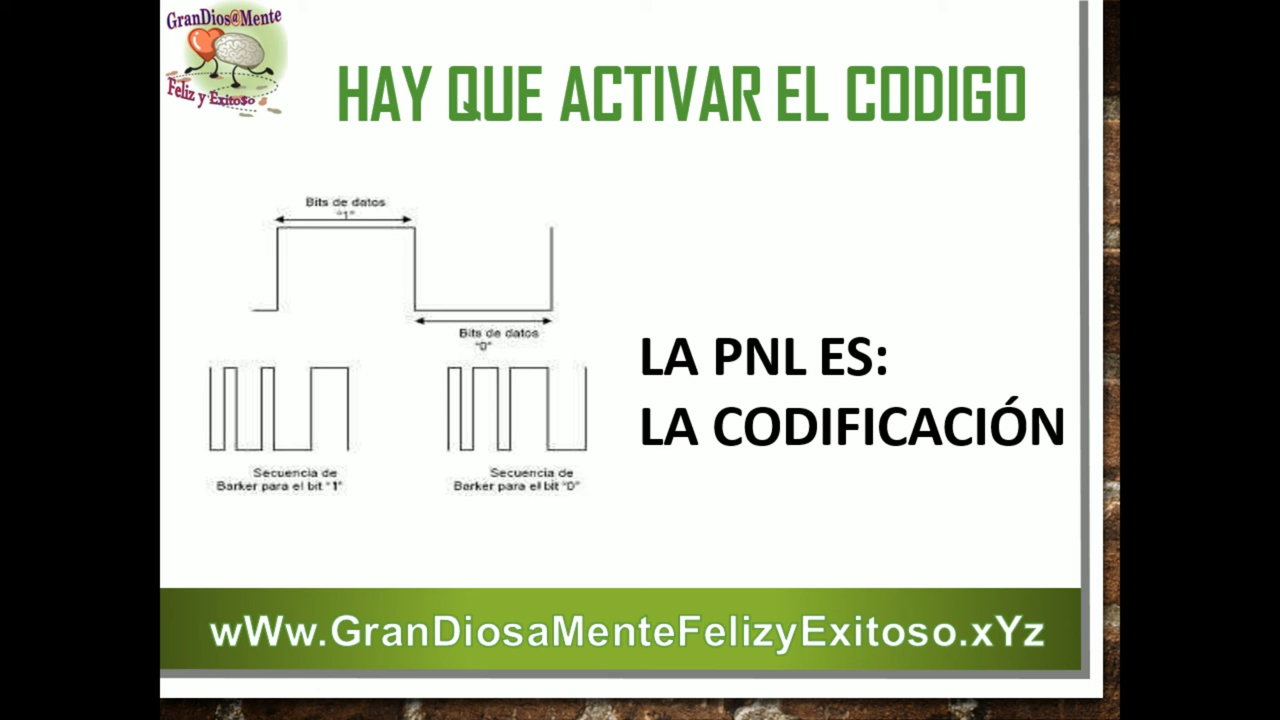 GranDios@Mente
Feliz y Exitoso
HAY QUE ACTIVAR EL CODIGO
Bits de datos
"1"
Bits de datos
"0"
LA PNL ES:
LA CODIFICACIÓN
Secuencia de
Barker para el bit "1"
Secuencia de
Barker para el bit "0"
wWw.GranDiosaMenteFelizyExitoso.xYz